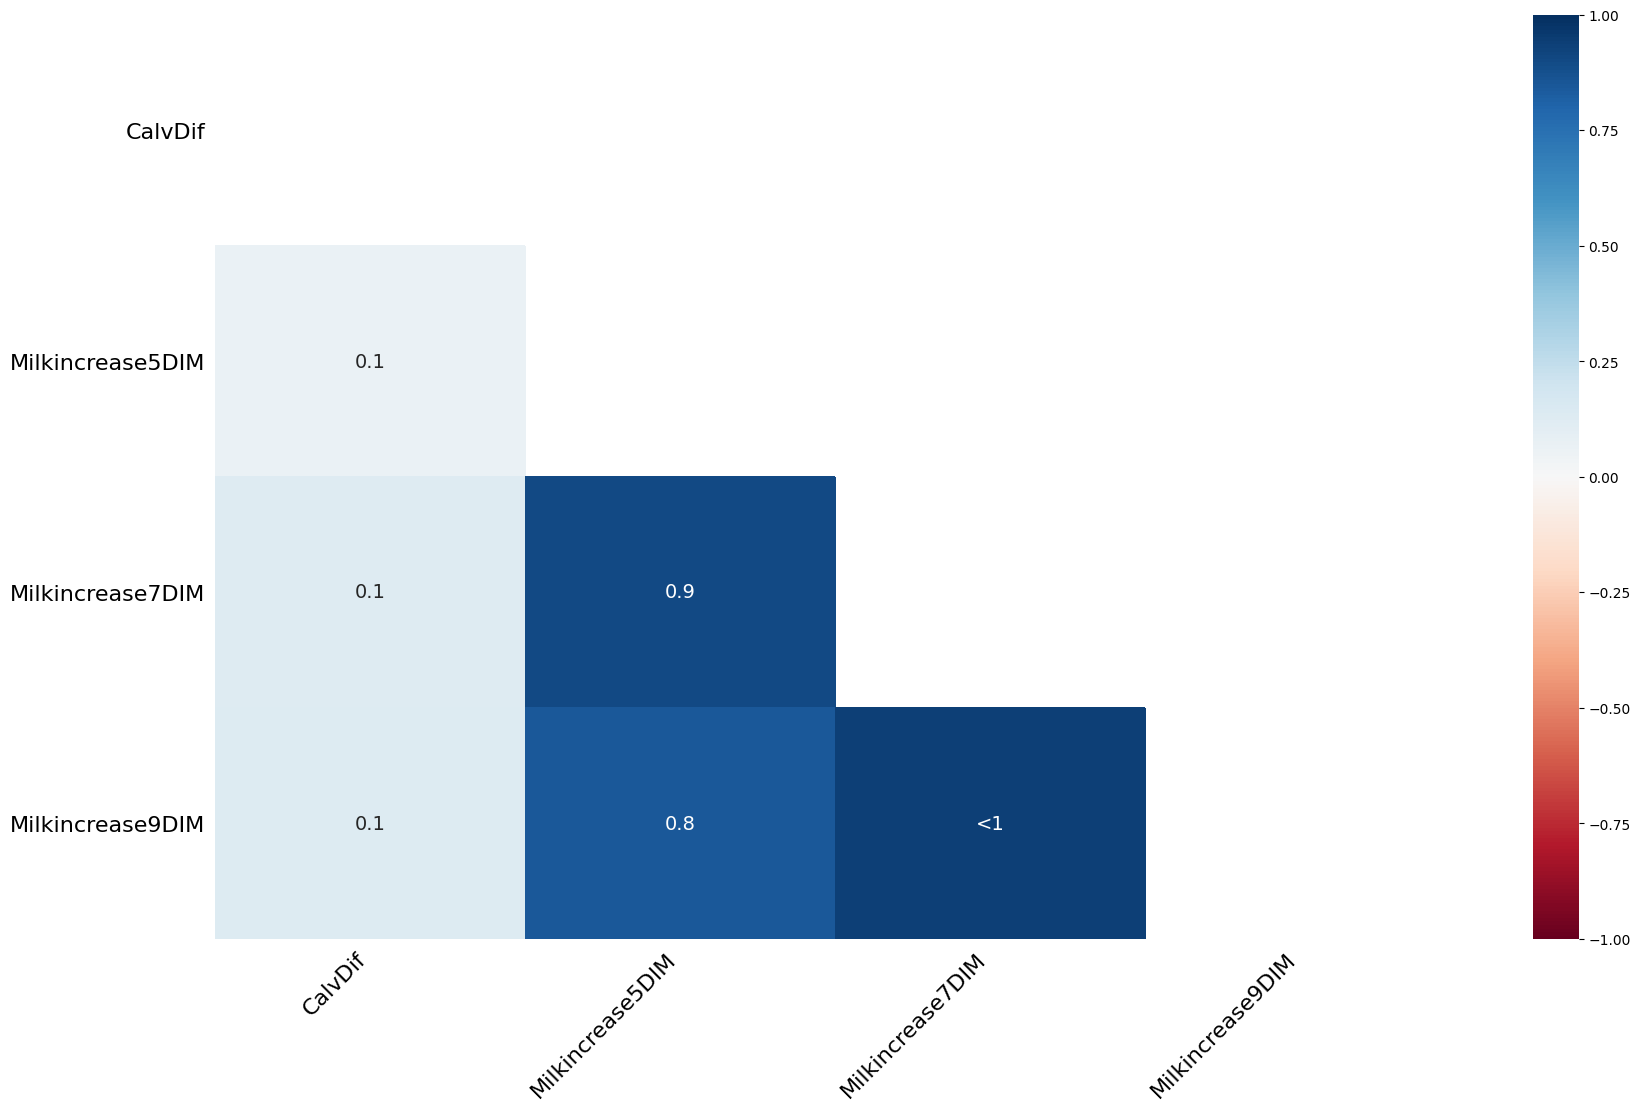 CalvDif
Milkincrease5DIM
0.1
Milkincrease7DIM
0.1
0.9
Milkincrease9DIM
0.1
0.8
<1
CalvDif
Milkincrease5DIM
Milkincrease7DIM
Milkincrease9DIM
1.00
0.75
0.50
0.25
0.00
−0.25
−0.50
−0.75
−1.00